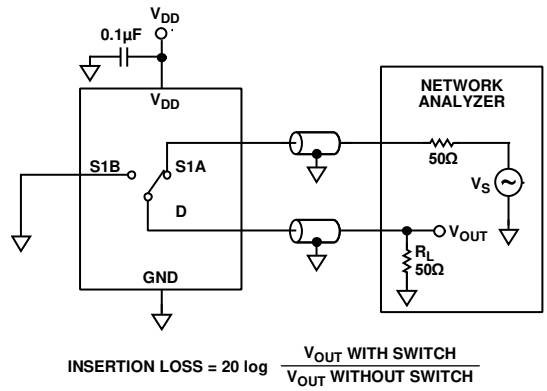 VDD
0.1µF
VDD
NETWORK
ANALYZER
S1B
S1A
50Ω
VS
D
VOUT
RL
50Ω
GND
INSERTION LOSS = 20 log VOUT WITH SWITCH
VOUT WITHOUT SWITCH